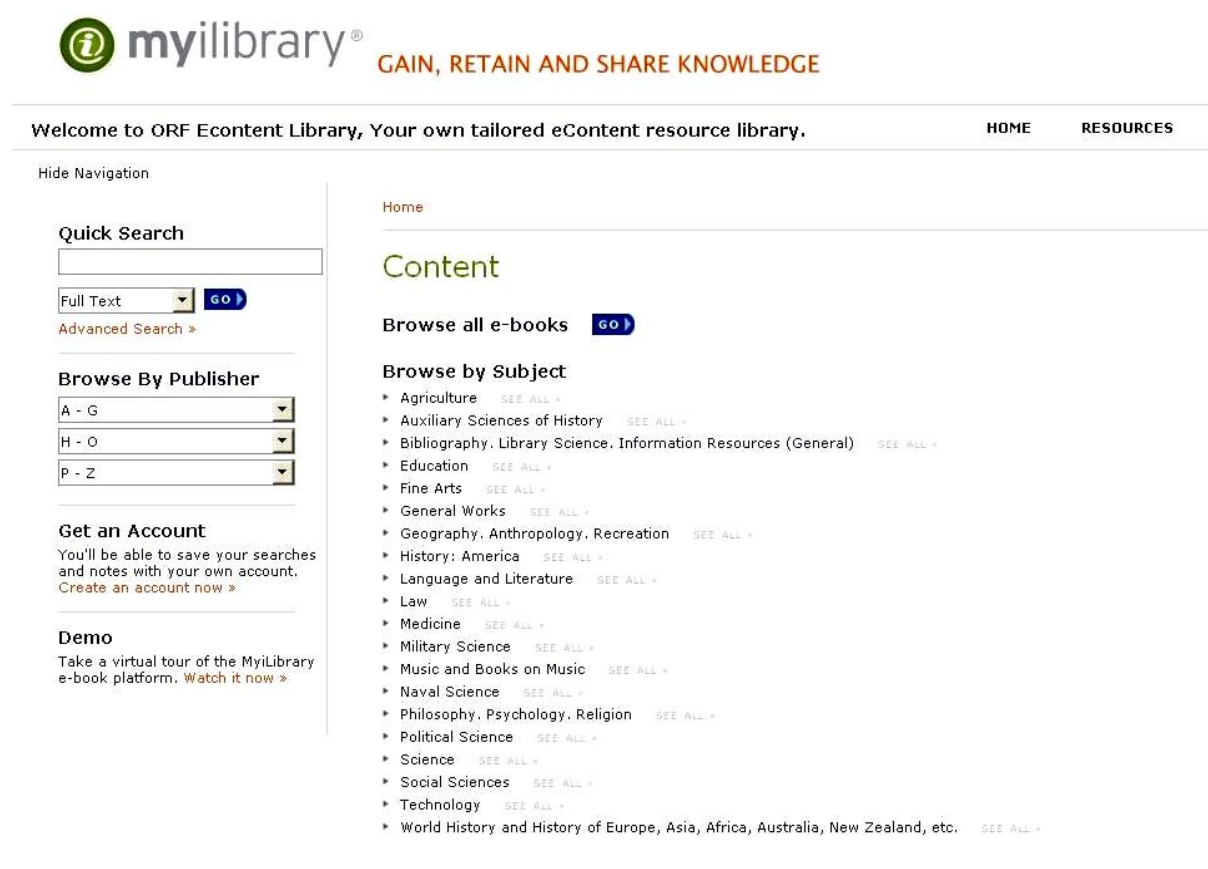 i myilibrary®
GAIN, RETAIN AND SHARE KNOWLEDGE
Welcome to ORF Econtent Library, Your own tailored eContent resource library.
HOME RESOURCES
Hide Navigation
Quick Search
Full Text GO
Advanced Search »
Browse By Publisher
A - G
H - O
P - Z
Get an Account
You'll be able to save your searches
and notes with your own account.
Create an account now »
Demo
Take a virtual tour of the MyiLibrary
e-book platform. Watch it now »
Home
Content
Browse all e-books GO
Browse by Subject
Agriculture SEE ALL »
Auxiliary Sciences of History SEE ALL »
Bibliography. Library Science. Information Resources (General) SEE ALL »
Education SEE ALL »
Fine Arts SEE ALL »
General Works SEE ALL »
Geography. Anthropology. Recreation SEE ALL »
History: America SEE ALL »
Language and Literature SEE ALL »
Law SEE ALL »
Medicine SEE ALL »
Military Science SEE ALL »
Music and Books on Music SEE ALL »
Naval Science SEE ALL »
Philosophy. Psychology. Religion SEE ALL »
Political Science SEE ALL »
Science SEE ALL »
Social Sciences SEE ALL »
Technology SEE ALL »
World History and History of Europe, Asia, Africa, Australia, New Zealand, etc. SEE ALL »